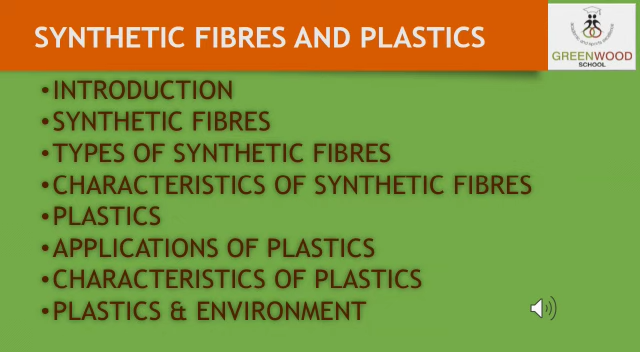 SYNTHETIC FIBRES AND PLASTICS
GREENWOOD
SCHOOL
•INTRODUCTION
•SYNTHETIC FIBRES
•TYPES OF SYNTHETIC FIBRES
•CHARACTERISTICS OF SYNTHETIC FIBRES
•PLASTICS
•APPLICATIONS OF PLASTICS
•CHARACTERISTICS OF PLASTICS
•PLASTICS & ENVIRONMENT